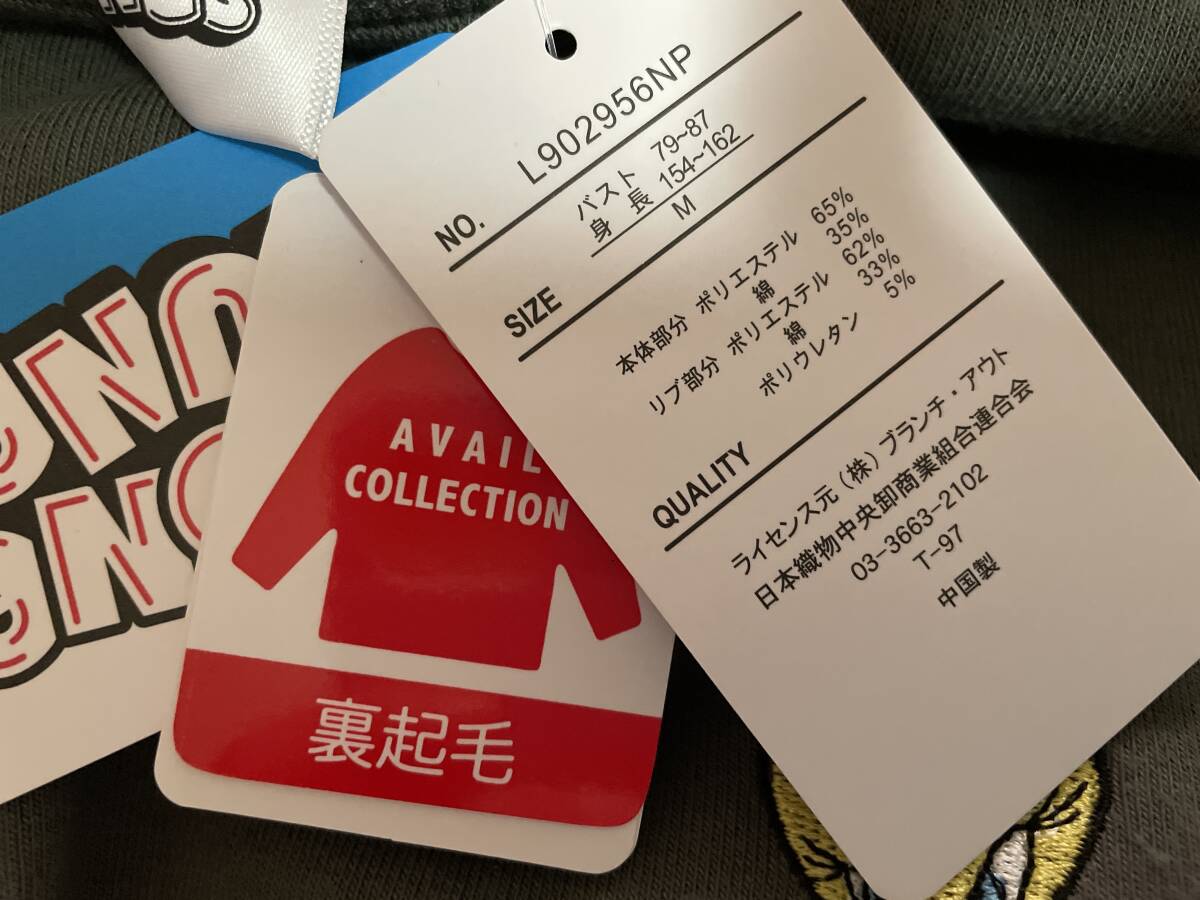 NO.
L902956NP
バスト 79~87
身 長 154~162
M
SIZE
本体部分 ポリエステル 65%
綿 35%
リブ部分 ポリエステル 62%
綿 33%
ポリウレタン 5%
QUALITY
ライセンス元 (株) ブランチ・アウト
日本織物中央卸商業組合連合会
03-3663-2102
T-97
中国製
AVAIL
COLLECTION
裏起毛